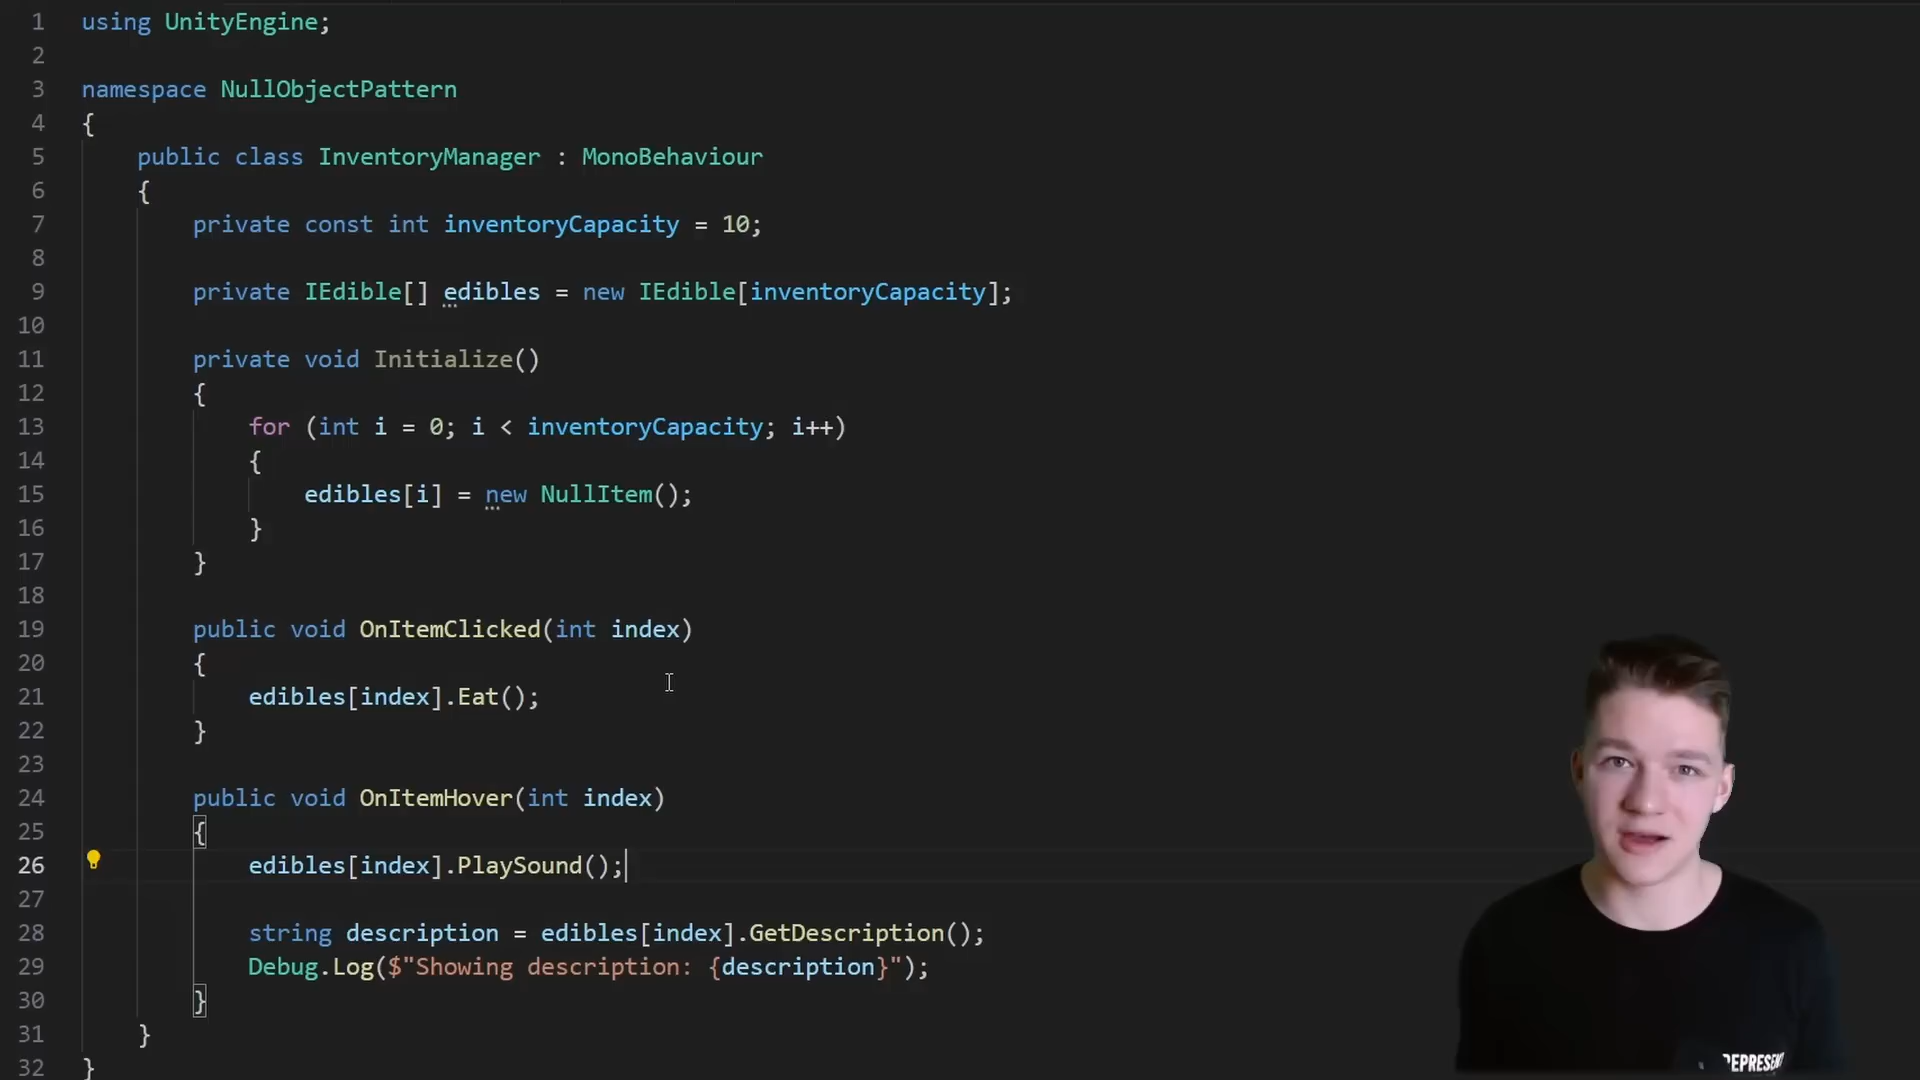 1 using UnityEngine;
2
3 namespace NullObjectPattern
4 {
5 public class InventoryManager : MonoBehaviour
6 {
7 private const int inventoryCapacity = 10;
8
9 private IEdible[] edibles = new IEdible[inventoryCapacity];
10
11 private void Initialize()
12 {
13 for (int i = 0; i < inventoryCapacity; i++)
14 {
15 edibles[i] = new NullItem();
16 }
17 }
18
19 public void OnItemClicked(int index)
20 {
21 edibles[index].Eat();
22 }
23
24 public void OnItemHover(int index)
25 {
26 edibles[index].PlaySound();
27
28 string description = edibles[index].GetDescription();
29 Debug.Log($"Showing description: {description}");
30 }
31 }
32 }
REPRESENT